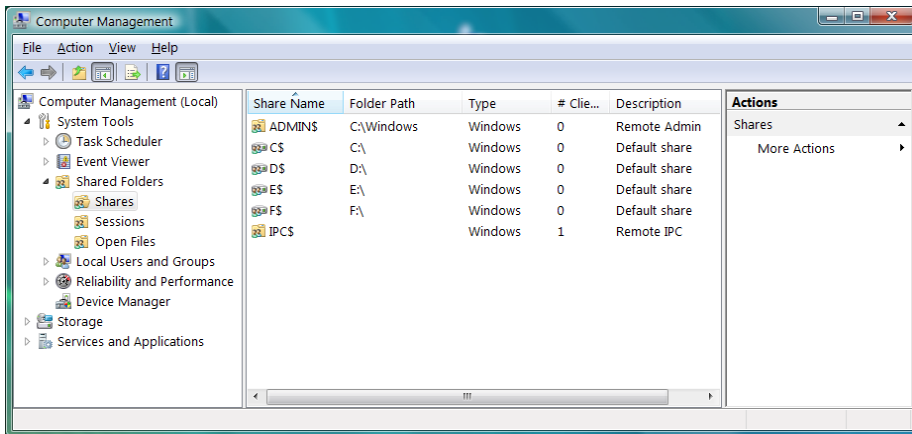 Computer Management
File Action View Help
Computer Management (Local)
System Tools
Task Scheduler
Event Viewer
Shared Folders
Shares
Sessions
Open Files
Local Users and Groups
Reliability and Performance
Device Manager
Storage
Services and Applications
Share Name Folder Path Type # Clie... Description
ADMIN$ C:\Windows Windows 0 Remote Admin
C$ C:\ Windows 0 Default share
D$ D:\ Windows 0 Default share
E$ E:\ Windows 0 Default share
F$ F:\ Windows 0 Default share
IPC$ Windows 1 Remote IPC
Actions
Shares
More Actions